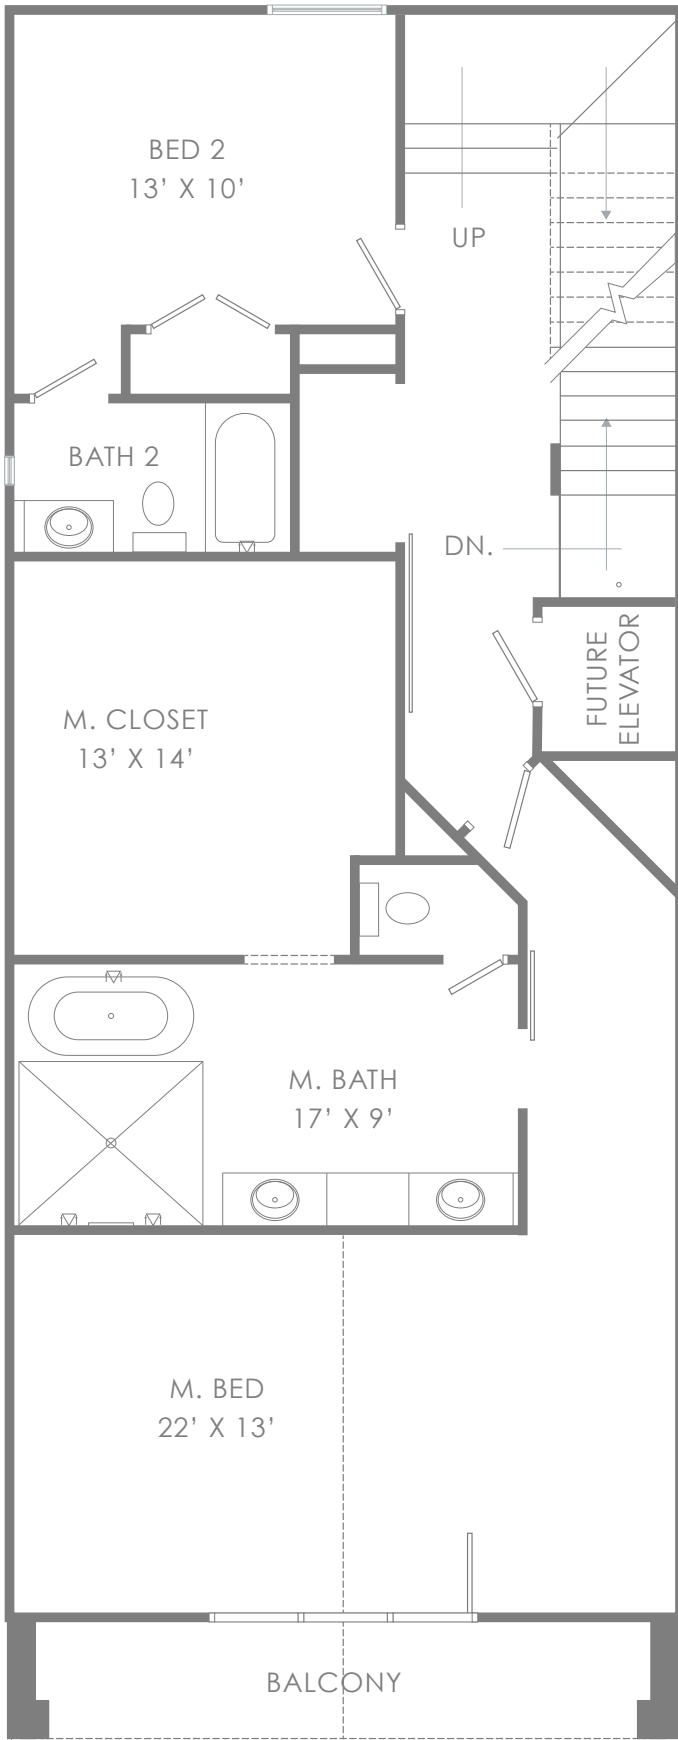 BED 2
13’ X 10’
UP
BATH 2
DN.
FUTURE
ELEVATOR
M. CLOSET
13’ X 14’
M. BATH
17’ X 9’
M. BED
22’ X 13’
BALCONY